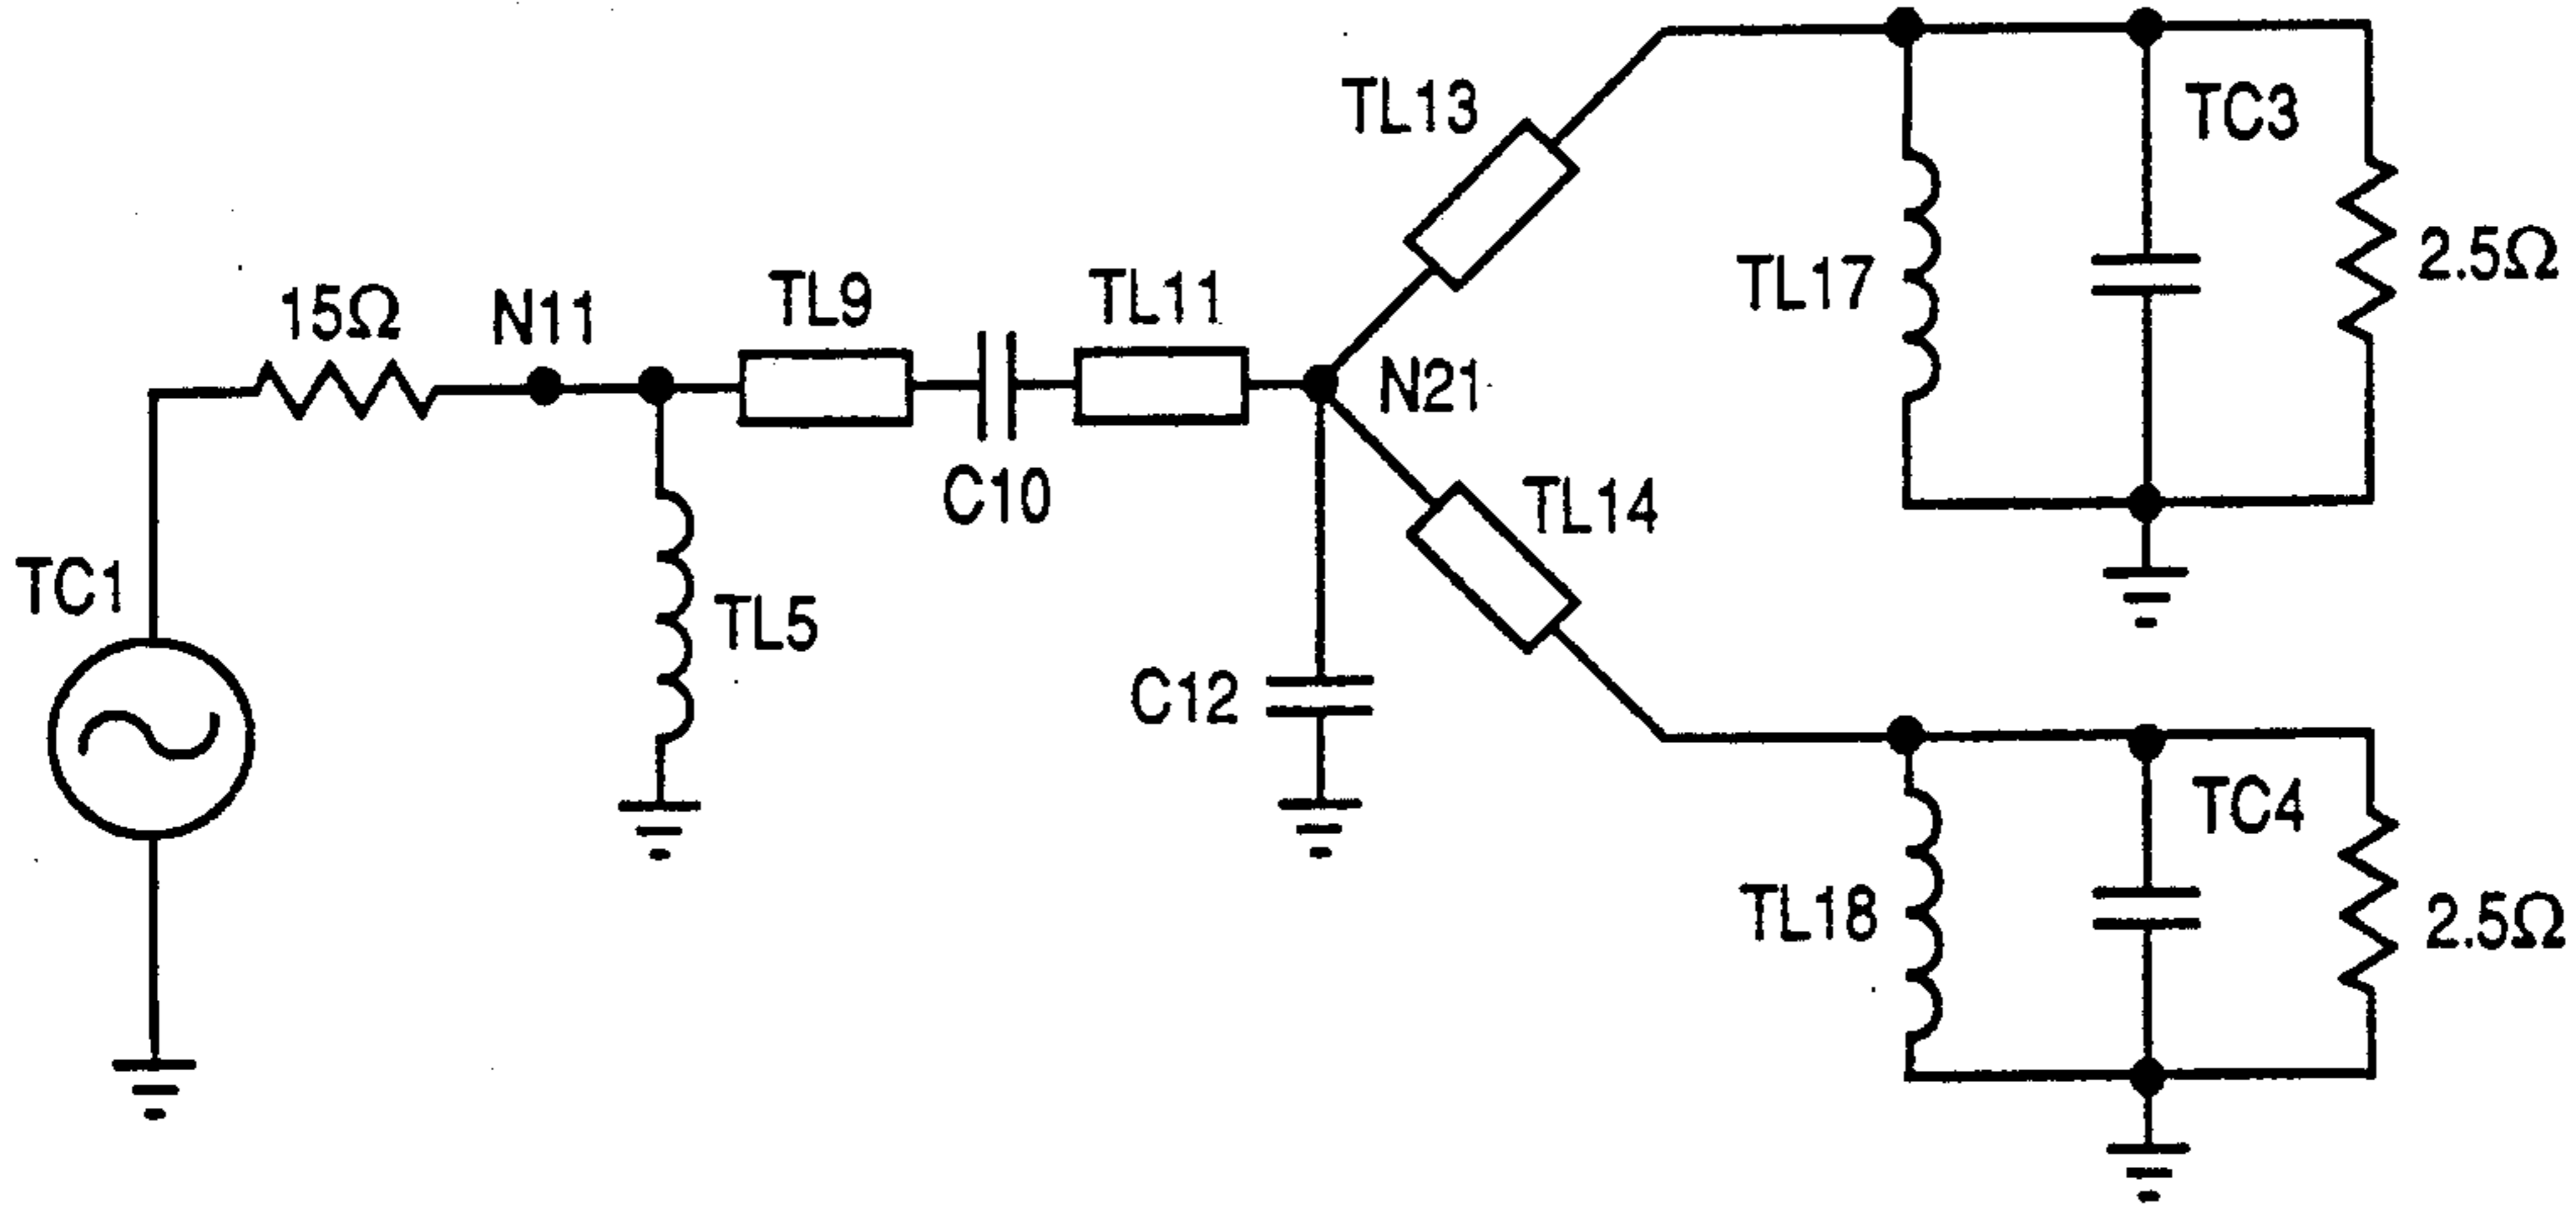 TL13
TC3
2.5Ω
TL17
15Ω
N11
TL9
TL11
N21
C10
TL14
TC1
TL5
C12
TC4
TL18
2.5Ω